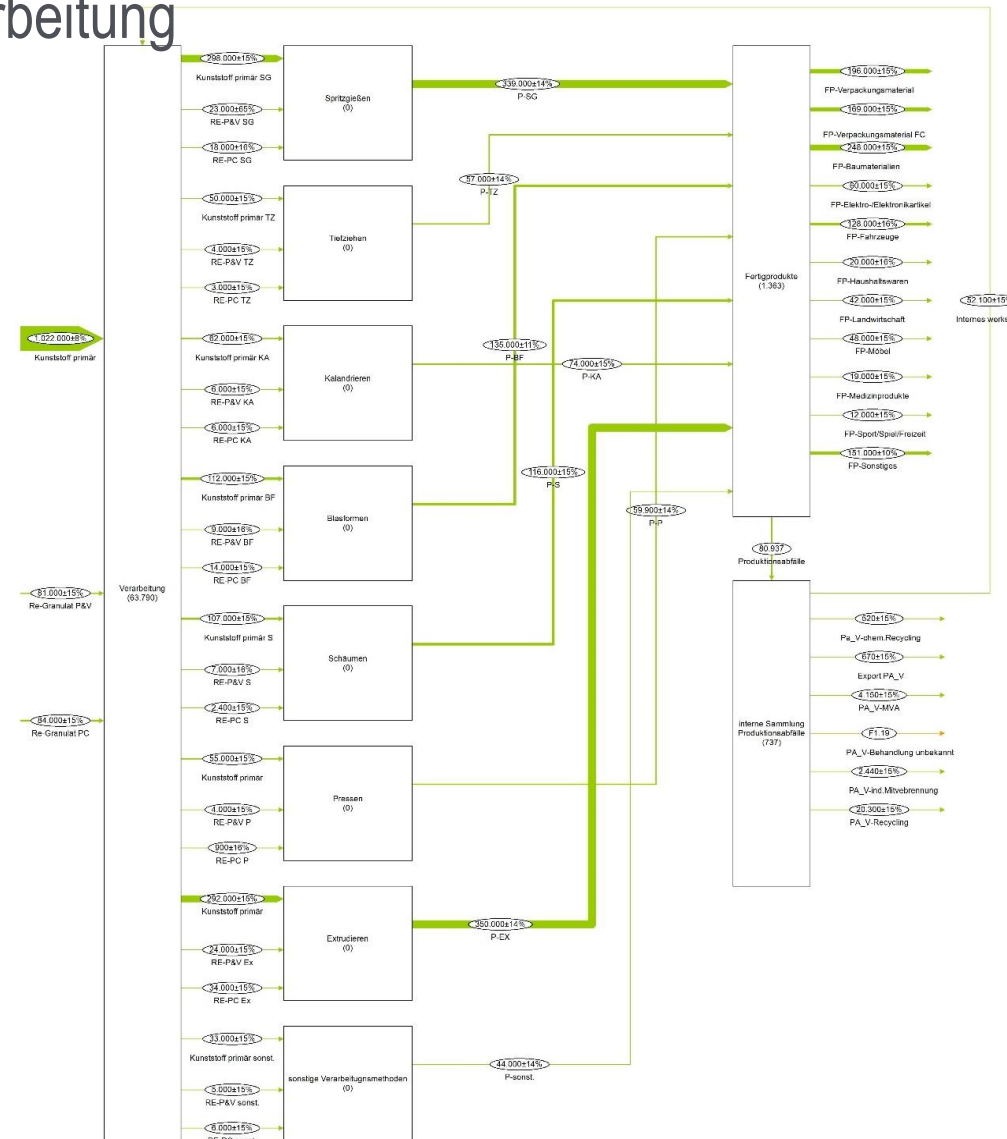 rbeitung
298.000±15%
Kunststoff primär SG
23.000±65%
RE-P&V SG
18.000±16%
RE-PC SG
Spritzgießen
(0)
339.000±14%
P-SG
50.000±15%
Kunststoff primär TZ
4.000±15%
RE-P&V TZ
3.000±15%
RE-PC TZ
Tiefziehen
(0)
57.000±14%
P-TZ
1.022.000±8%
Kunststoff primär
62.000±15%
Kunststoff primär KA
6.000±15%
RE-P&V KA
6.000±15%
RE-PC KA
Kalandrieren
(0)
135.000±11%
P-BF
74.000±15%
P-KA
112.000±15%
Kunststoff primär BF
9.000±16%
RE-P&V BF
14.000±15%
RE-PC BF
Blasformen
(0)
116.000±15%
P-S
59.900±14%
P-P
81.000±15%
Re-Granulat P&V
Verarbeitung
(63.790)
107.000±15%
Kunststoff primär S
7.000±16%
RE-P&V S
2.400±15%
RE-PC S
Schäumen
(0)
84.000±15%
Re-Granulat PC
55.000±15%
Kunststoff primär
4.000±15%
RE-P&V P
900±16%
RE-PC P
Pressen
(0)
292.000±16%
Kunststoff primär
24.000±15%
RE-P&V Ex
34.000±15%
RE-PC Ex
Extrudieren
(0)
350.000±14%
P-EX
33.000±15%
Kunststoff primär sonst.
5.000±15%
RE-P&V sonst.
6.000±15%
sonstige Verarbeitugnsmethoden
(0)
44.000±14%
P-sonst.
Fertigprodukte
(1.363)
196.000±15%
FP-Verpackungsmaterial
169.000±15%
FP-Verpackungsmaterial FC
248.000±15%
FP-Baumaterialien
60.000±15%
FP-Elektro-/Elektronikartikel
128.000±16%
FP-Fahrzeuge
20.000±16%
FP-Haushaltswaren
42.000±15%
FP-Landwirtschaft
48.000±15%
FP-Möbel
19.000±15%
FP-Medizinprodukte
12.000±15%
FP-Sport/Spiel/Freizeit
151.000±10%
FP-Sonstiges
52.100±15%
Internes werks
80.937
Produktionsabfälle
interne Sammlung
Produktionsabfälle
(737)
620±15%
Pa_V-chem.Recycling
670±15%
Export PA_V
4.150±15%
PA_V-MVA
F1.19
PA_V-Behandlung unbekannt
2.440±15%
PA_V-ind.Mitvebrennung
20.300±15%
PA_V-Recycling